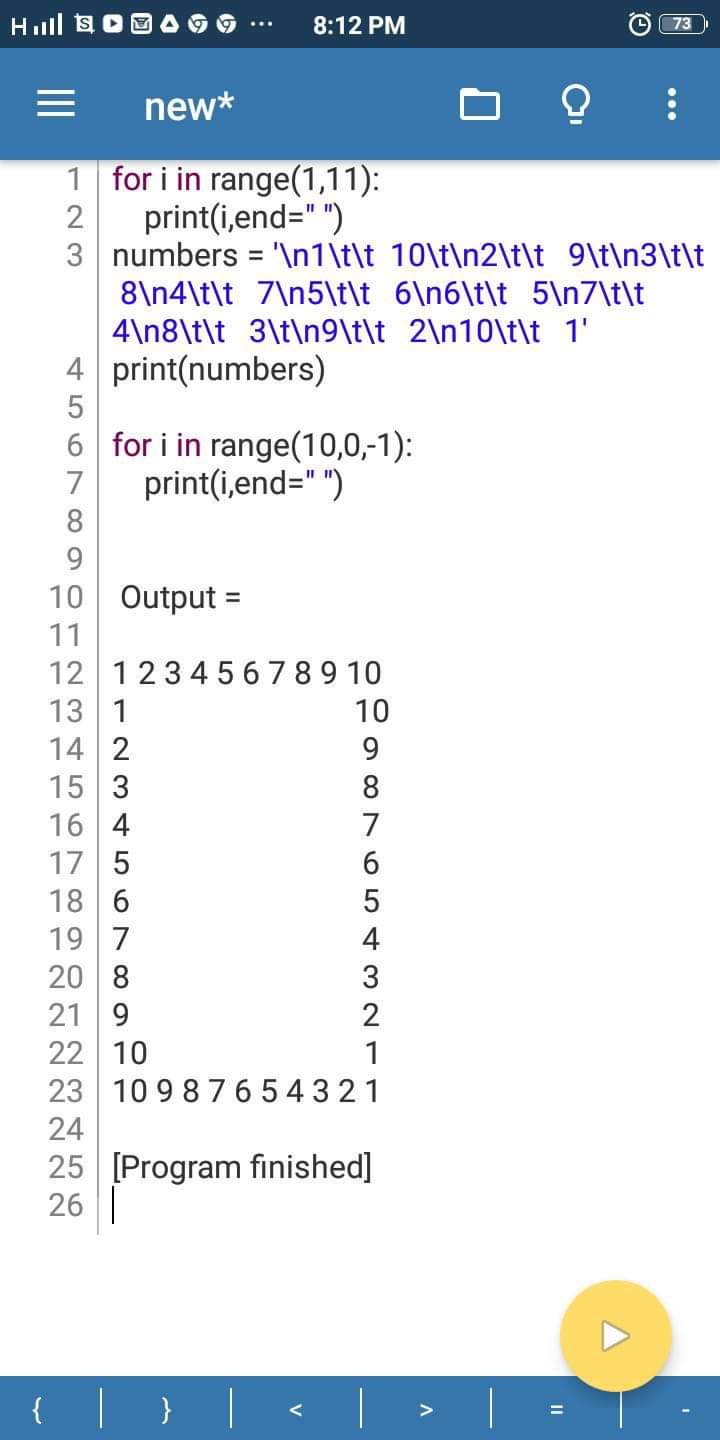 H 8:12 PM 73
new*
1 for i in range(1,11):
2     print(i,end=" ")
3 numbers = '\n1\t\t  10\t\n2\t\t   9\t\n3\t\t
 8\n4\t\t   7\n5\t\t   6\n6\t\t   5\n7\t\t
4\n8\t\t   3\t\n9\t\t   2\n10\t\t   1'
4 print(numbers)
5
6 for i in range(10,0,-1):
7     print(i,end=" ")
8
9
10  Output =
11
12 1 2 3 4 5 6 7 8 9 10
13 1                              10
14 2                              9
15 3                              8
16 4                              7
17 5                              6
18 6                              5
19 7                              4
20 8                              3
21 9                              2
22 10                            1
23 10 9 8 7 6 5 4 3 2 1
24
25 [Program finished]
26
{ | } | < | > | = | -